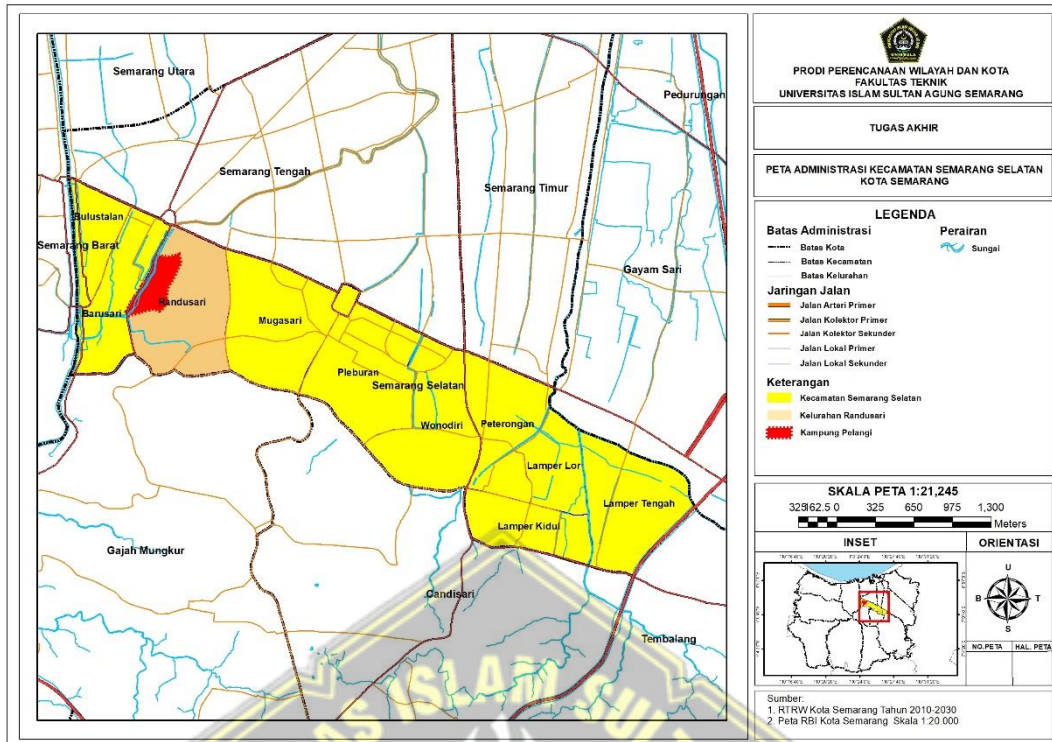 Semarang Utara
Pedurungan
Semarang Tengah
Semarang Timur
Bulustalan
Semarang Barat
Gayam Sari
Randusari
Barusari
Mugasari
Pleburan
Semarang Selatan
Wonodiri
Peterongan
Lamper Lor
Lamper Tengah
Lamper Kidul
Gajah Mungkur
Candisari
Tembalang
AS ISLAM SUL
PRODI PERENCANAAN WILAYAH DAN KOTA
FAKULTAS TEKNIK
UNIVERSITAS ISLAM SULTAN AGUNG SEMARANG
TUGAS AKHIR
PETA ADMINISTRASI KECAMATAN SEMARANG SELATAN
KOTA SEMARANG
LEGENDA
Batas Administrasi
Batas Kota
Batas Kecamatan
Batas Kelurahan
Perairan
Sungai
Jaringan Jalan
Jalan Arteri Primer
Jalan Kolektor Primer
Jalan Kolektor Sekunder
Jalan Lokal Primer
Jalan Lokal Sekunder
Keterangan
Kecamatan Semarang Selatan
Kelurahan Randusari
Kampung Pelangi
SKALA PETA 1:21,245
325162.5 0 325 650 975 1,300
Meters
INSET
ORIENTASI
U
B T
S
NO.PETA HAL. PETA
Sumber:
1. RTRW Kota Semarang Tahun 2010-2030
2. Peta RBI Kota Semarang Skala 1:20.000